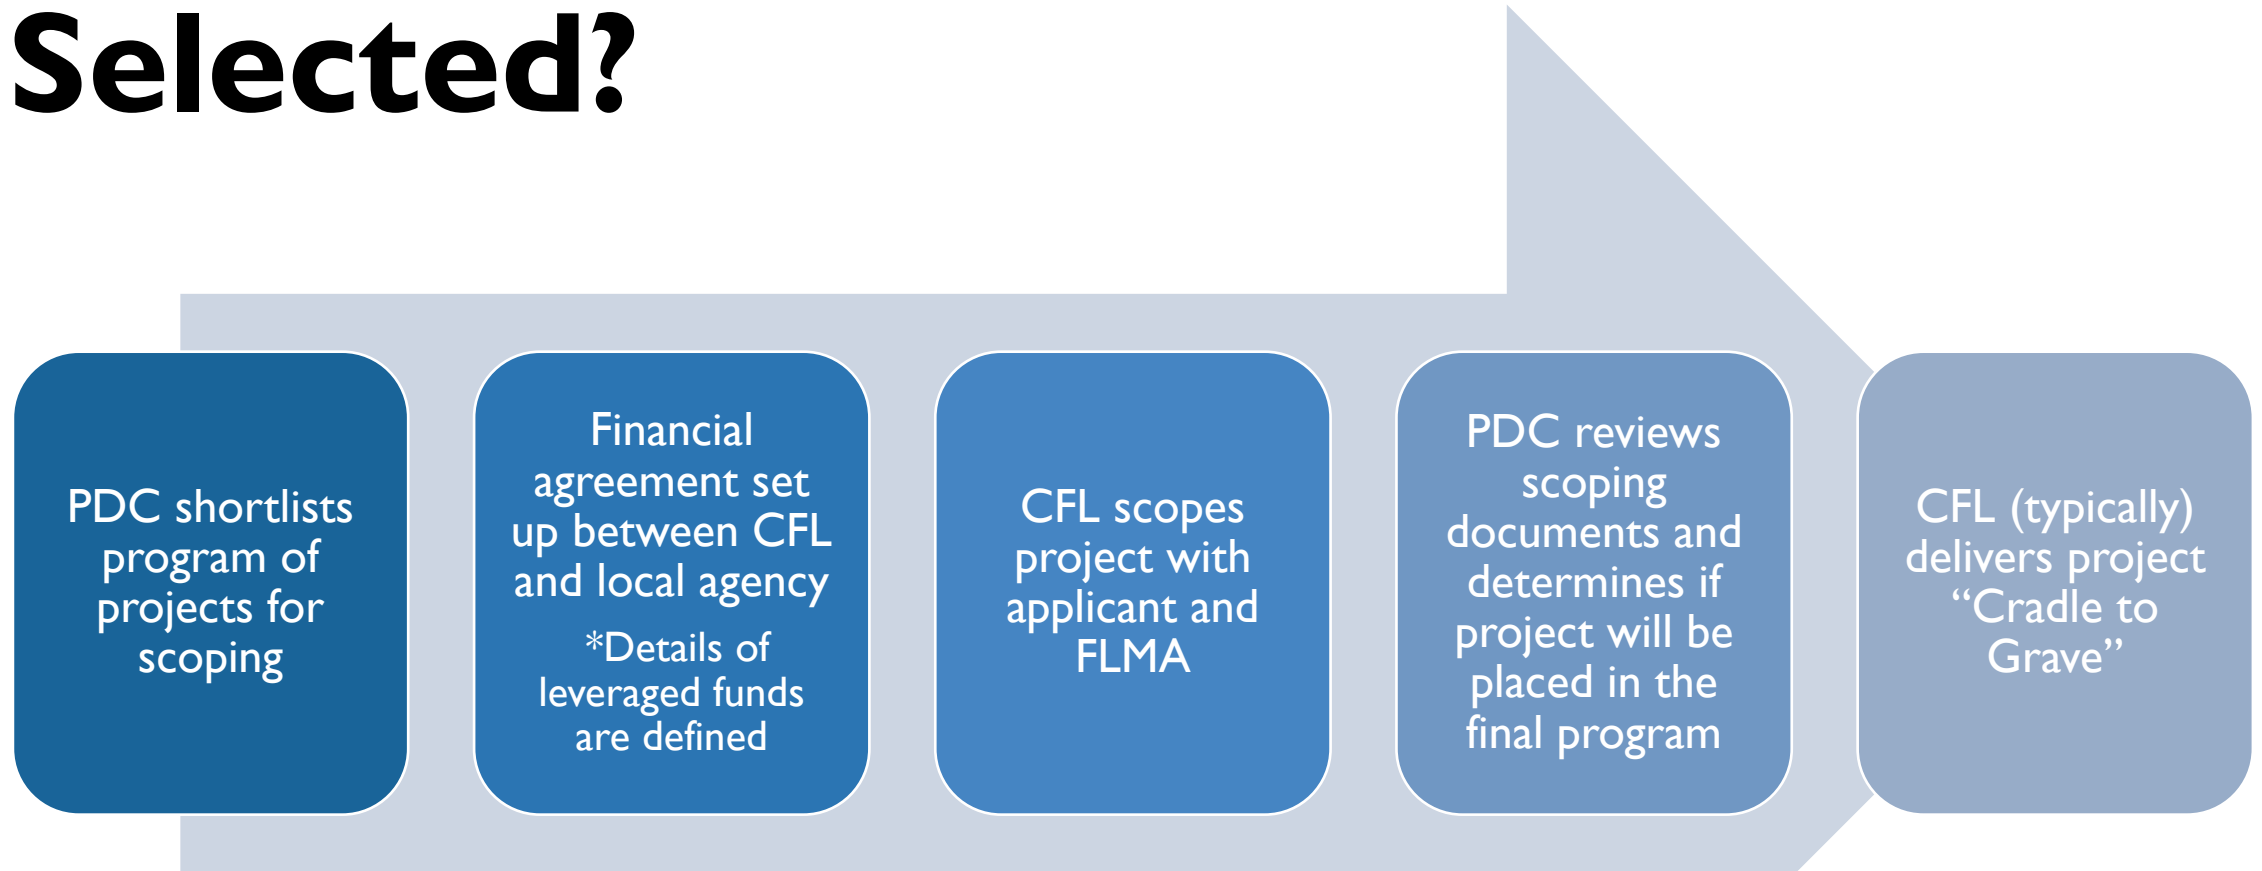 Selected?
PDC shortlists
program of
projects for
scoping
Financial
agreement set
up between CFL
and local agency
*Details of
leveraged funds
are defined
CFL scopes
project with
applicant and
FLMA
PDC reviews
scoping
documents and
determines if
project will be
placed in the
final program
CFL (typically)
delivers project
“Cradle to
Grave”